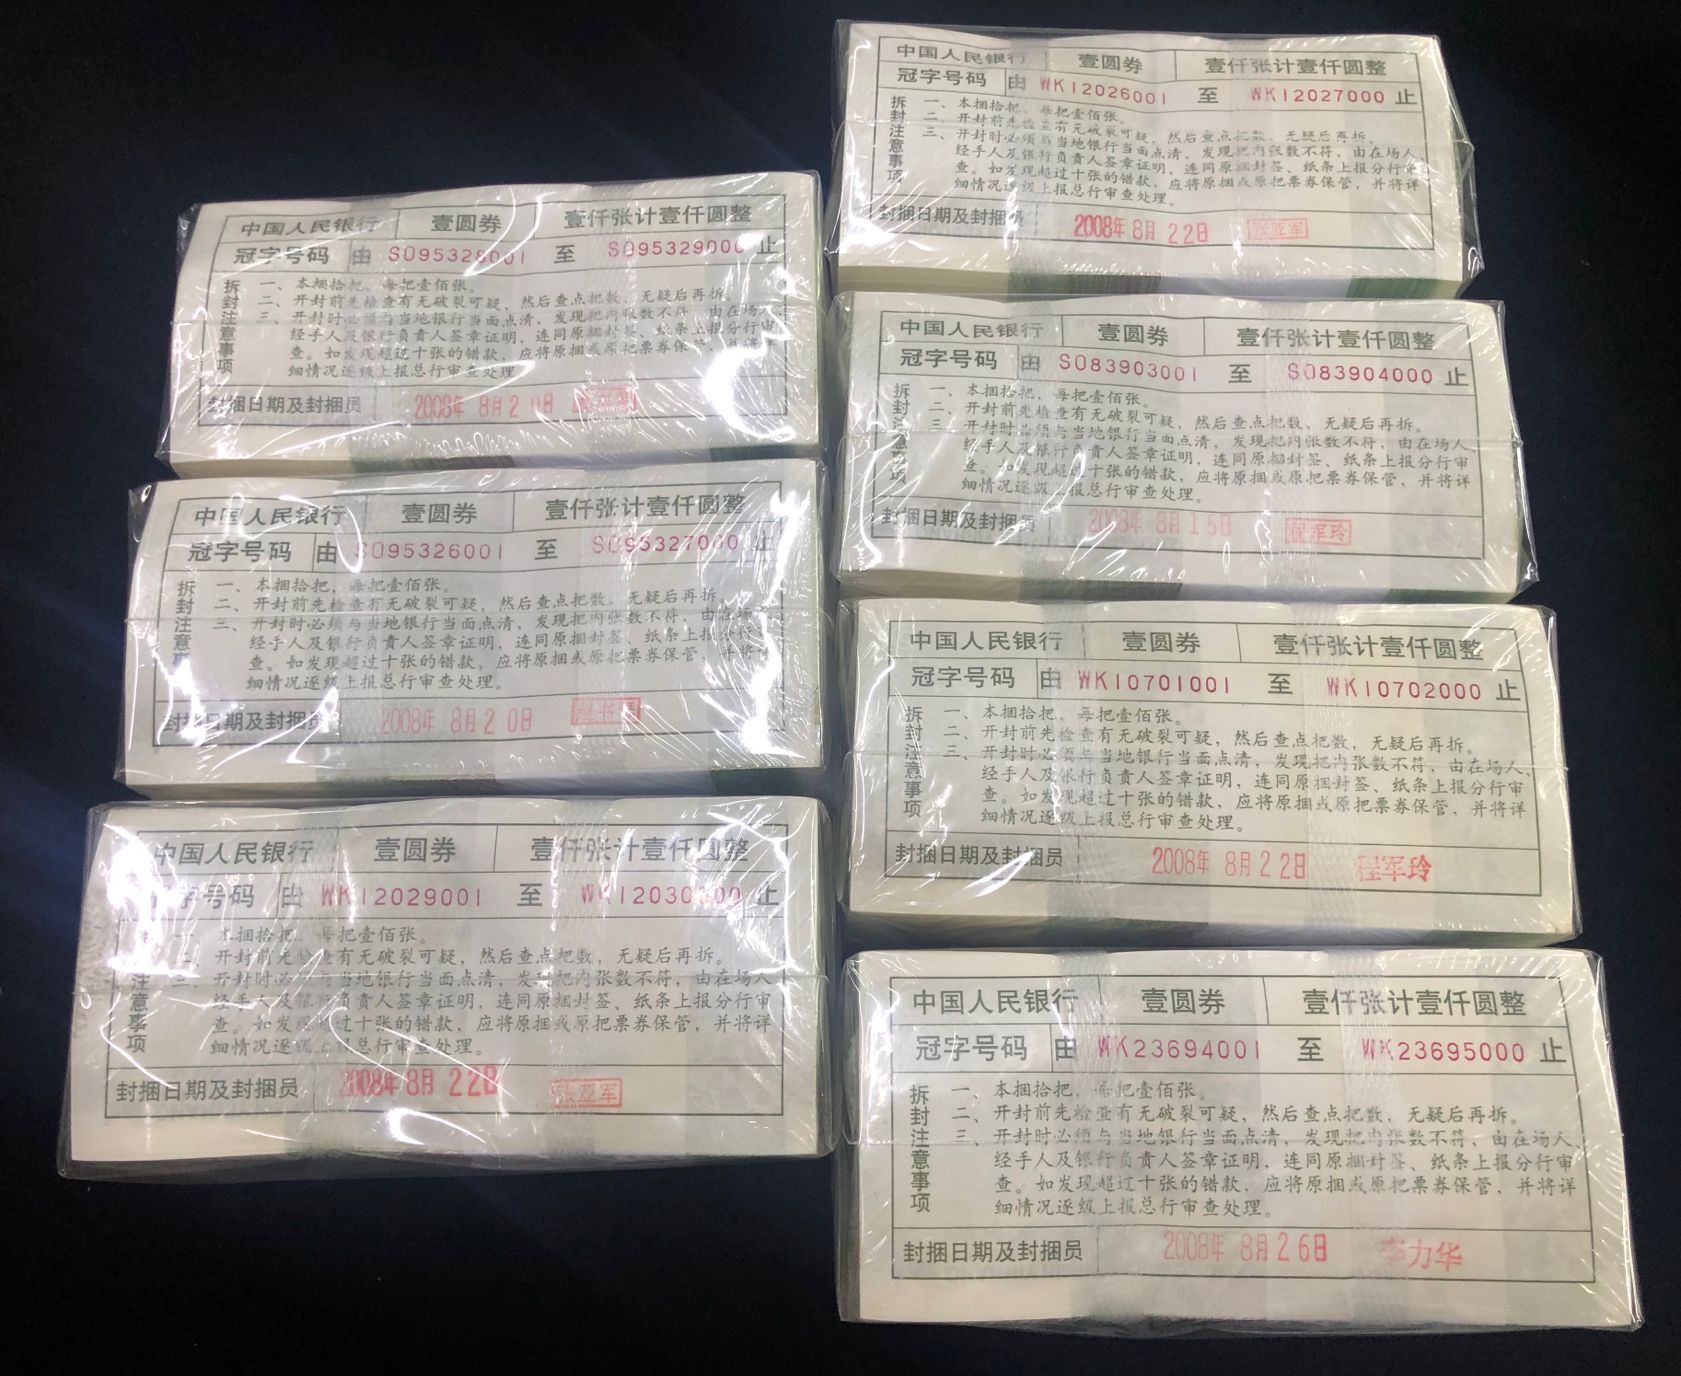 中国人民银行 壹圆券 壹仟张计壹仟圆整
冠字号码 由 S095328001 至 S095329000 止
拆封注意事项
一、本捆拾把，每把壹佰张。
二、开封前先检查有无破裂可疑，然后查点把数，无疑后再拆。
三、开封时必须与当地银行当面点清，发现把内张数不符，由在场人、
经手人及银行负责人签章证明，连同原捆封签、纸条上报分行审
查。如发现超过十张的错款，应将原捆或原把票券保管，并将详
细情况逐级上报总行审查处理
封捆日期及封捆员 2008年 8月20日
中国人民银行 壹圆券 壹仟张计壹仟圆整
冠字号码 由 S095326001 至 S095327000 止
拆封注意事
一、本捆拾把，每把壹佰张。
二、开封前先检查有无破裂可疑，然后查点把数，无疑后再拆。
三、开封时必须与当地银行当面点清，发现把内张数不符，由在场
经手人及银行负责人签章证明，连同原捆封签、纸条上报分行
查。如发现超过十张的错款，应将原捆或原把票券保管，并将详
细情况逐级上报总行审查处理。
封捆日期及封捆员 2008年 8月20日
中国人民银行 壹圆券 壹仟张计壹仟圆整
字号码 由 WK12029001 至 WK12030000 止
注意事项
一 本捆拾把 每把壹佰张。
二、开封前先检查有无破裂可疑，然后查点把数，无疑后再拆。
三、开封时必须与当地银行当面点清，发现把内张数不符，由在场人
经手人及银行负责人签章证明，连同原捆封签、纸条上报分行审
查。如发现超过十张的错款，应将原捆或原把票券保管，并将详
细情况逐级上报总行审查处理。
封捆日期及封捆员 2008年8月22日 张亚军
中国人民银行 壹圆券 壹仟张计壹仟圆整
冠字号码 由 WK12026001 至 WK12027000 止
拆封注意事项
一、本捆拾把，每把壹佰张。
二、开封前先检查有无破裂可疑，然后查点把数，无疑后再拆。
三、开封时必须与当地银行当面点清，发现把内张数不符，由在场人、
经手人及银行负责人签章证明，连同原捆封签、纸条上报分行审
查。如发现超过十张的错款，应将原捆或原把票券保管，并将详
细情况逐级上报总行审查处理。
封捆日期及封捆员 2008年8月22日 张亚军
中国人民银行 壹圆券 壹仟张计壹仟圆整
冠字号码 由 S083903001 至 S083904000 止
拆封注意事项
一、本捆拾把，每把壹佰张。
二、开封前先检查有无破裂可疑，然后查点把数，无疑后再拆。
三、开封时必须与当地银行当面点清，发现把内张数不符，由在场人、
经手人及银行负责人签章证明，连同原捆封签、纸条上报分行审
查。如发现超过十张的错款，应将原捆或原把票券保管，并将详
细情况逐级上报总行审查处理。
封捆日期及封捆员 2008年 8月15日 程军玲
中国人民银行 壹圆券 壹仟张计壹仟圆整
冠字号码 由 WK10701001 至 WK10702000 止
拆封注意事项
一、本捆拾把，每把壹佰张。
二、开封前先检查有无破裂可疑，然后查点把数，无疑后再拆。
三、开封时必须与当地银行当面点清，发现把内张数不符，由在场人、
经手人及银行负责人签章证明，连同原捆封签、纸条上报分行审
查。如发现超过十张的错款，应将原捆或原把票券保管，并将详
细情况逐级上报总行审查处理。
封捆日期及封捆员 2008年 8月22日 程军玲
中国人民银行 壹圆券 壹仟张计壹仟圆整
冠字号码 由 WK23694001 至 WK23695000 止
拆封注意事项
一、本捆拾把，每把壹佰张。
二、开封前先检查有无破裂可疑，然后查点把数，无疑后再拆。
三、开封时必须与当地银行当面点清，发现把内张数不符，由在场人、
经手人及银行负责人签章证明，连同原捆封签、纸条上报分行审
查。如发现超过十张的错款，应将原捆或原把票券保管，并将详
细情况逐级上报总行审查处理。
封捆日期及封捆员 2008年 8月26日 李力华